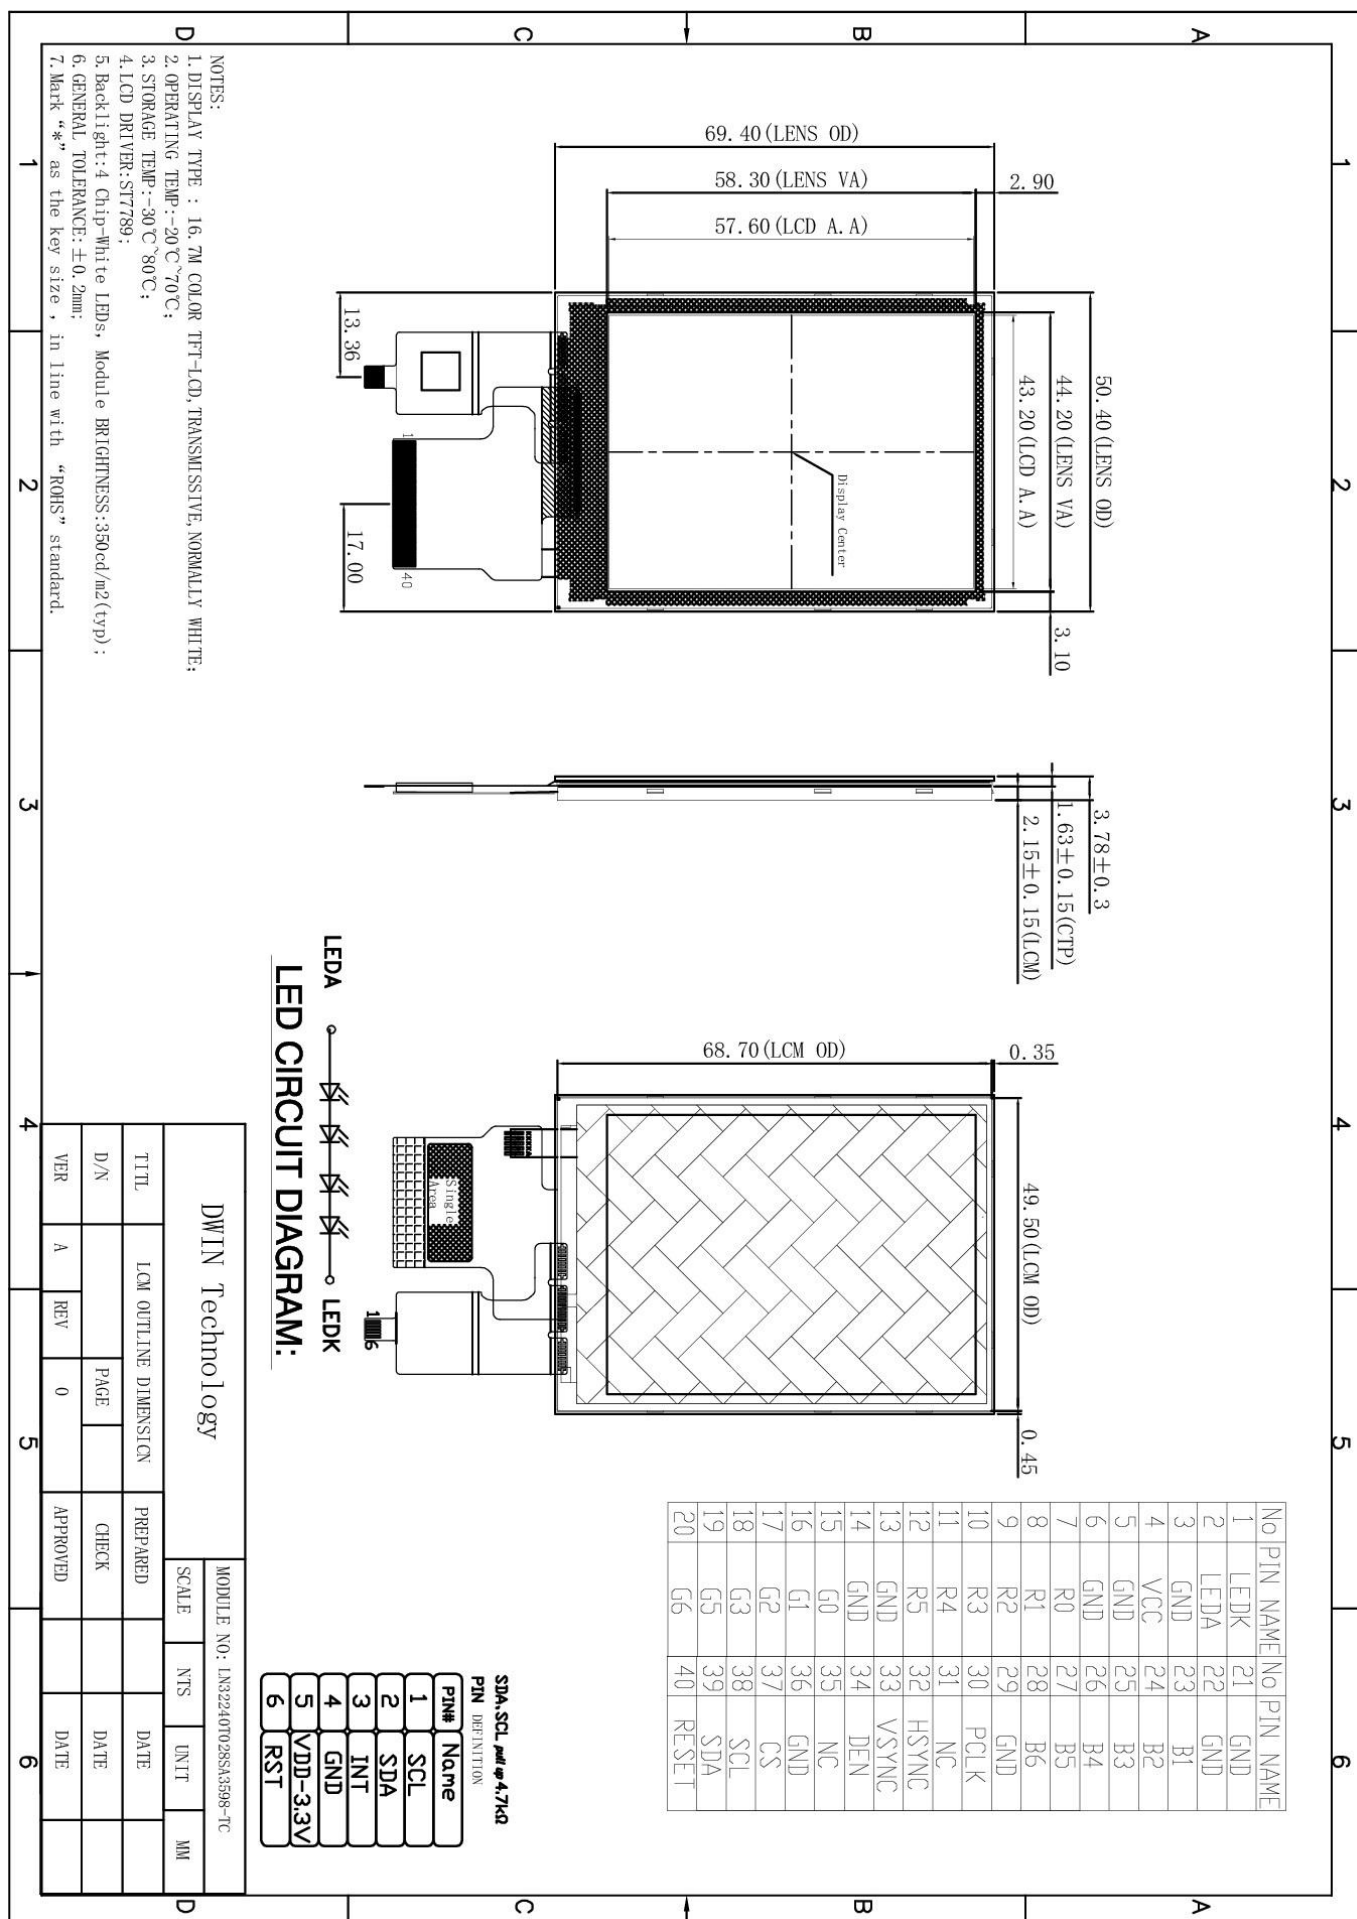 1
2
3
4
5
6
A
B
C
D
A
B
C
D
1
2
3
4
5
6
50.40(LENS OD)
44.20(LENS VA)
43.20(LCD A.A)
3.10
2.90
69.40(LENS OD)
58.30(LENS VA)
57.60(LCD A.A)
Display Center
1
40
13.36
17.00
3.78±0.3
1.63±0.15(CTP)
2.15±0.15(LCM)
49.50(LCM OD)
0.45
0.35
68.70(LCM OD)
Single
Area
1
6
LEDA
LEDK
LED CIRCUIT DIAGRAM:
No PIN NAME No PIN NAME
1 LEDK 21 GND
2 LEDA 22 GND
3 GND 23 B1
4 VCC 24 B2
5 GND 25 B3
6 GND 26 B4
7 R0 27 B5
8 R1 28 B6
9 R2 29 GND
10 R3 30 PCLK
11 R4 31 NC
12 R5 32 HSYNC
13 GND 33 VSYNC
14 GND 34 DEN
15 G0 35 NC
16 G1 36 GND
17 G2 37 CS
18 G3 38 SCL
19 G5 39 SDA
20 G6 40 RESET
SDA,SCL pull up 4.7kΩ
PIN DEFINITION
PIN# Name
1 SCL
2 SDA
3 INT
4 GND
5 VDD-3.3V
6 RST
NOTES:
1. DISPLAY TYPE : 16.7M COLOR TFT-LCD, TRANSMISSIVE, NORMALLY WHITE;
2. OPERATING TEMP:-20℃~70℃;
3. STORAGE TEMP:-30℃~80℃;
4. LCD DRIVER:ST7789;
5. Backlight:4 Chip-White LEDs, Module BRIGHTNESS:350cd/m2(typ);
6. GENERAL TOLERANCE:±0.2mm;
7. Mark "*" as the key size , in line with "ROHS" standard.
DWIN Technology
MODULE NO: LN32240T028SA3598-TC
SCALE NTS UNIT MM
TITL LCM OUTLINE DIMENSICN PREPARED DATE
D/N PAGE CHECK DATE
VER A REV 0 APPROVED DATE